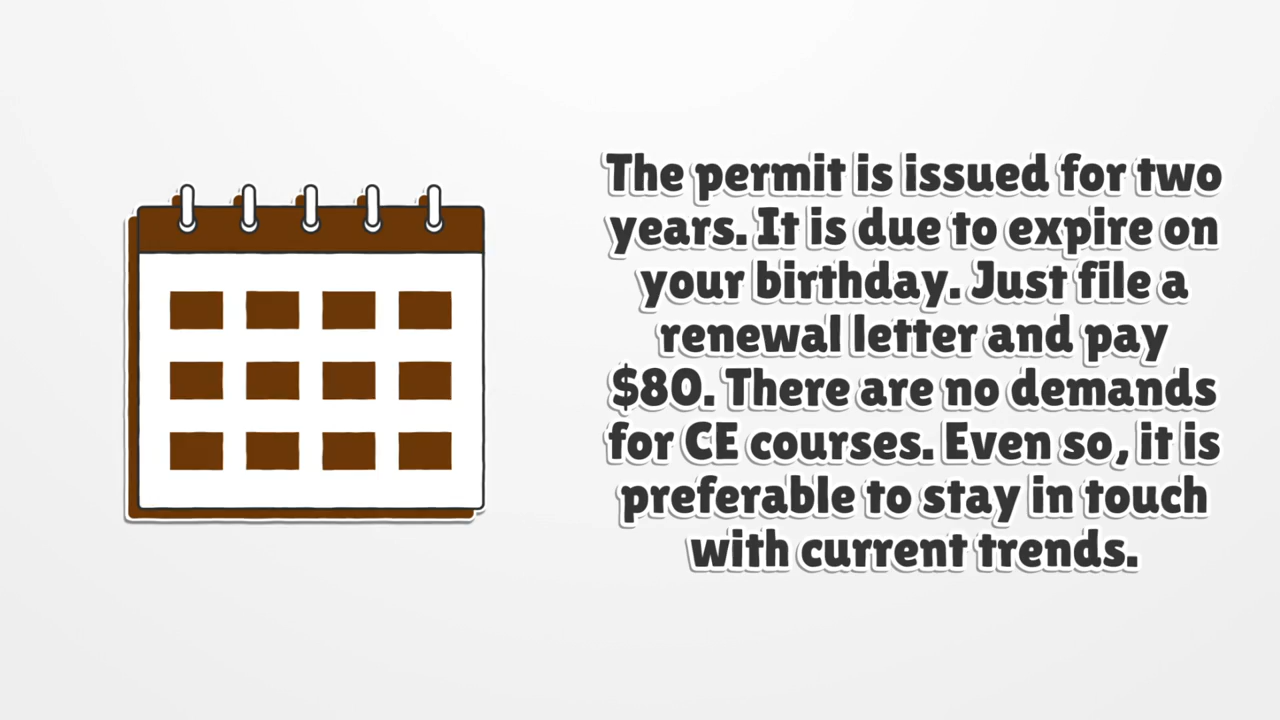 The permit is issued for two
years. It is due to expire on
your birthday. Just file a
renewal letter and pay
$80. There are no demands
for CE courses. Even so, it is
preferable to stay in touch
with current trends.